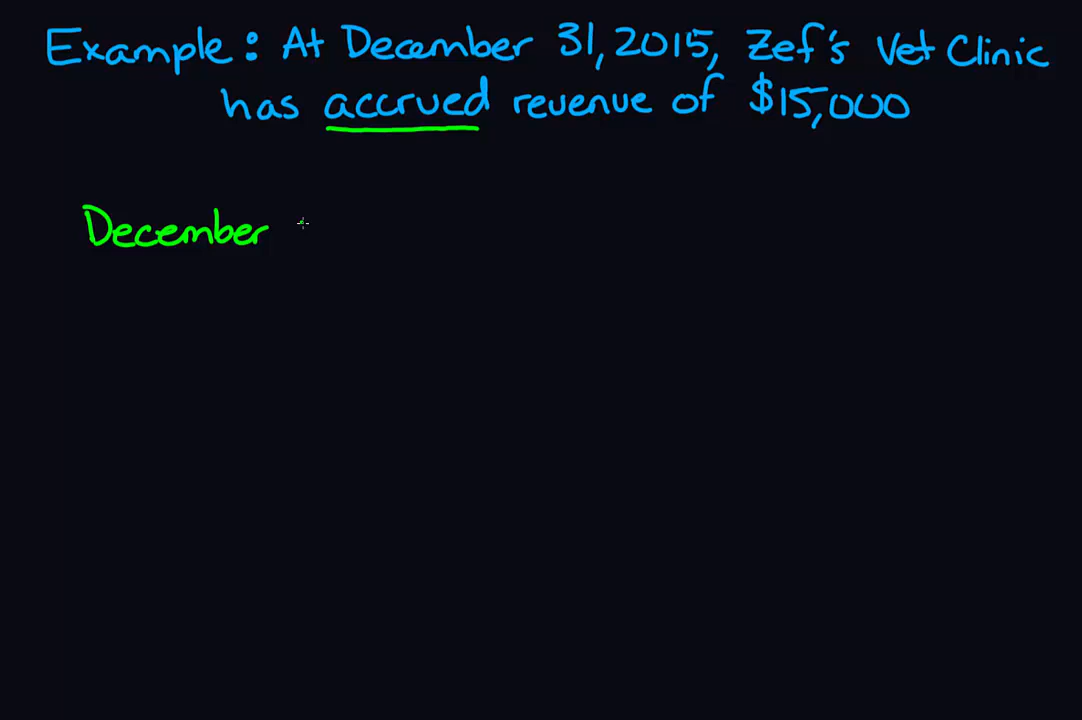 Example: At December 31, 2015, Zef's Vet Clinic
has accrued revenue of $15,000
December